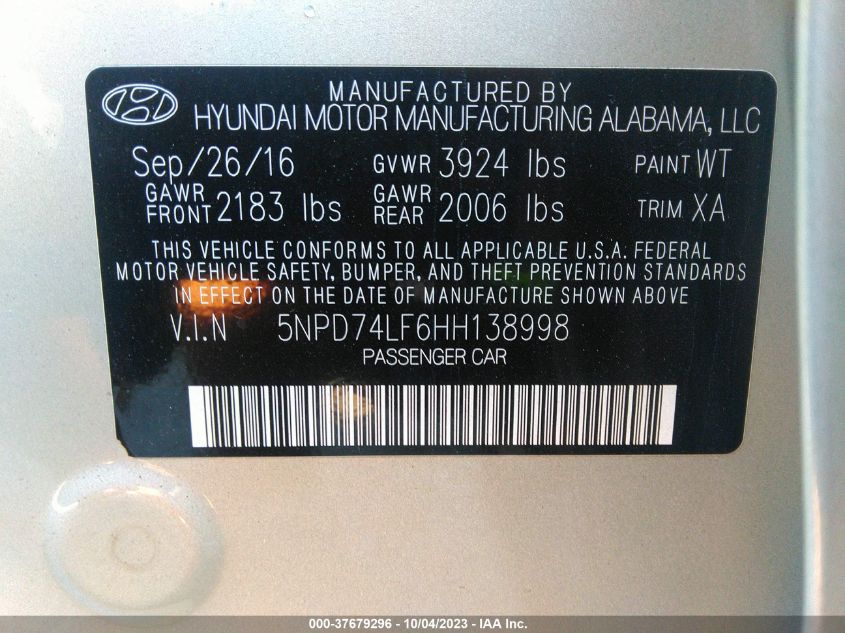 MANUFACTURED BY
HYUNDAI MOTOR MANUFACTURING ALABAMA, LLC
Sep/26/16 GVWR 3924 lbs PAINT WT
GAWR FRONT 2183 lbs GAWR REAR 2006 lbs TRIM XA
THIS VEHICLE CONFORMS TO ALL APPLICABLE U.S.A. FEDERAL
MOTOR VEHICLE SAFETY, BUMPER, AND THEFT PREVENTION STANDARDS
IN EFFECT ON THE DATE OF MANUFACTURE SHOWN ABOVE
V.I.N 5NPD74LF6HH138998
PASSENGER CAR
000-37679296 - 10/04/2023 - IAA Inc.